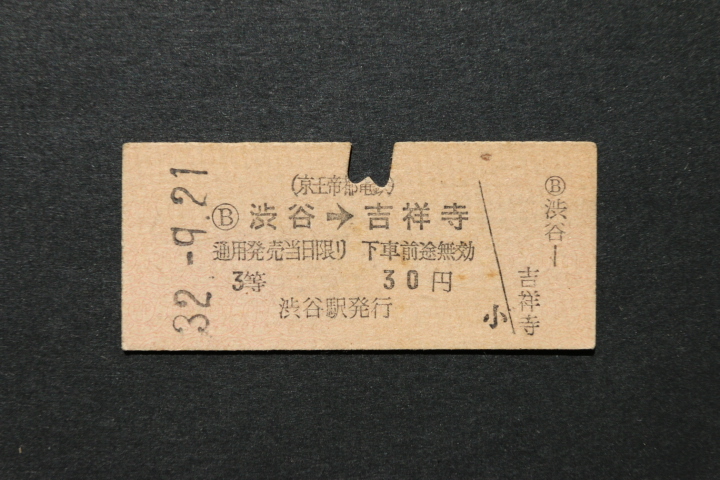 32.-9.21
(京王帝都電鉄)
Ⓑ 渋谷➔吉祥寺
通用発売当日限り 下車前途無効
3等 30円
渋谷駅発行
小
Ⓑ 渋谷ー
吉祥寺